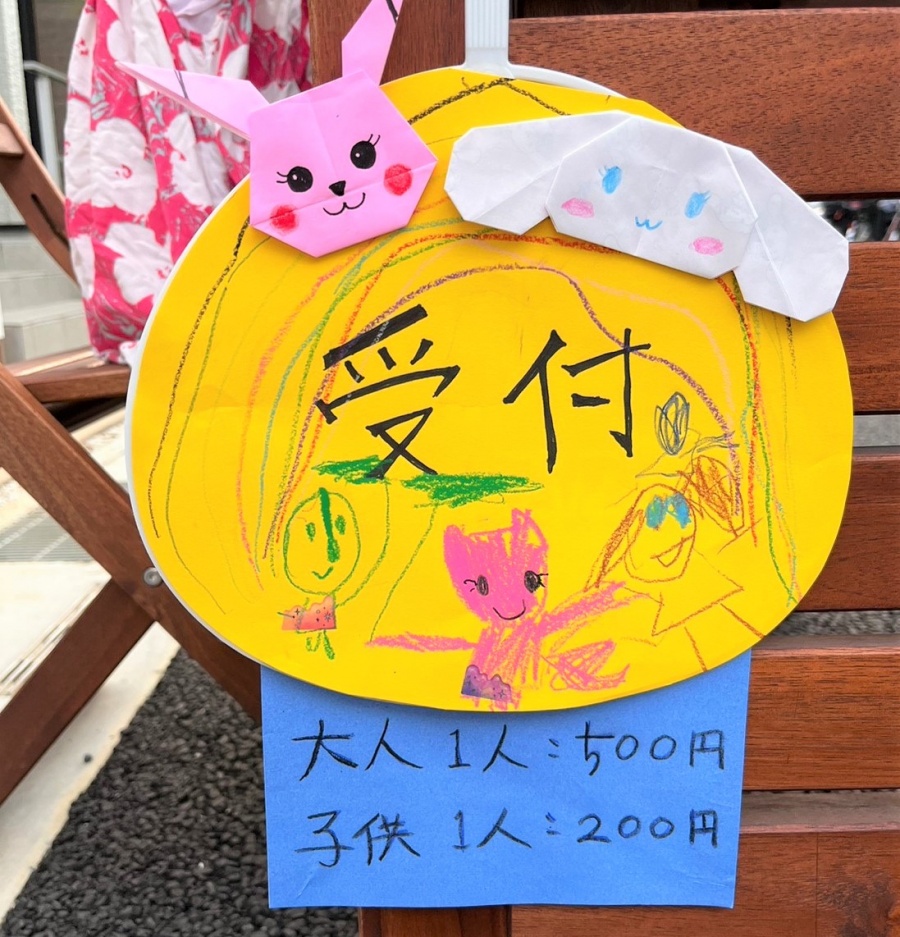 受付
大人 1人:500円
子供 1人:200円